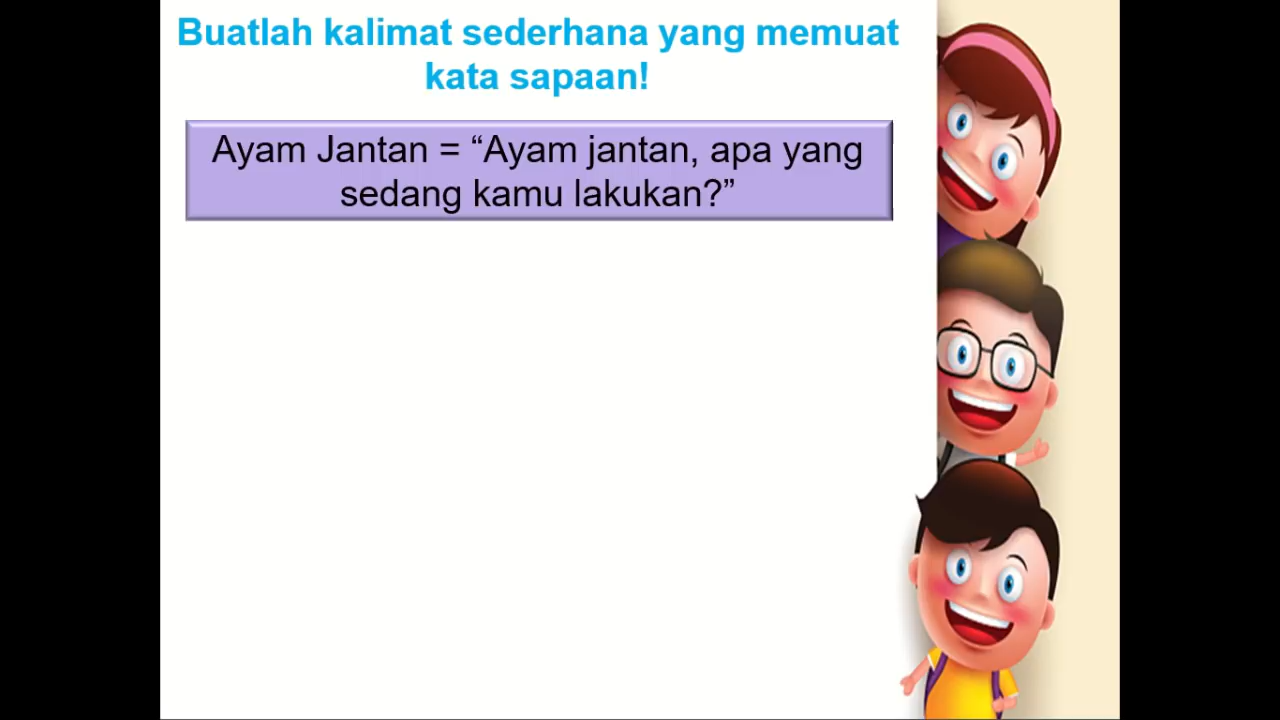 Buatlah kalimat sederhana yang memuat
kata sapaan!
Ayam Jantan = “Ayam jantan, apa yang
sedang kamu lakukan?”